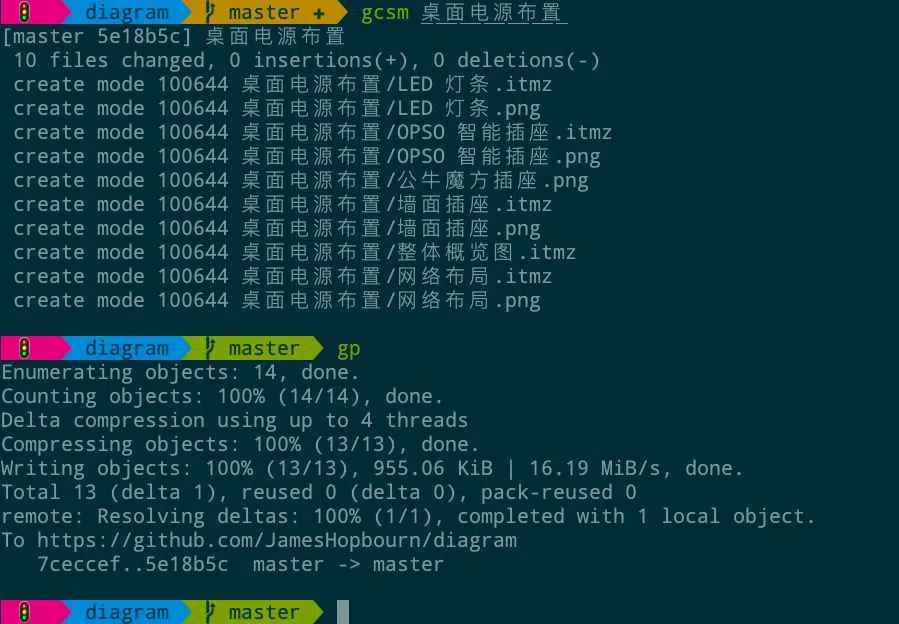 diagram master + gcsm 桌面电源布置
[master 5e18b5c] 桌面电源布置
10 files changed, 0 insertions(+), 0 deletions(-)
create mode 100644 桌面电源布置/LED 灯条.itmz
create mode 100644 桌面电源布置/LED 灯条.png
create mode 100644 桌面电源布置/OPSO 智能插座.itmz
create mode 100644 桌面电源布置/OPSO 智能插座.png
create mode 100644 桌面电源布置/公牛魔方插座.png
create mode 100644 桌面电源布置/墙面插座.itmz
create mode 100644 桌面电源布置/墙面插座.png
create mode 100644 桌面电源布置/整体概览图.itmz
create mode 100644 桌面电源布置/网络布局.itmz
create mode 100644 桌面电源布置/网络布局.png
diagram master gp
Enumerating objects: 14, done.
Counting objects: 100% (14/14), done.
Delta compression using up to 4 threads
Compressing objects: 100% (13/13), done.
Writing objects: 100% (13/13), 955.06 KiB | 16.19 MiB/s, done.
Total 13 (delta 1), reused 0 (delta 0), pack-reused 0
remote: Resolving deltas: 100% (1/1), completed with 1 local object.
To https://github.com/JamesHopbourn/diagram
7ceccef..5e18b5c master -> master
diagram master